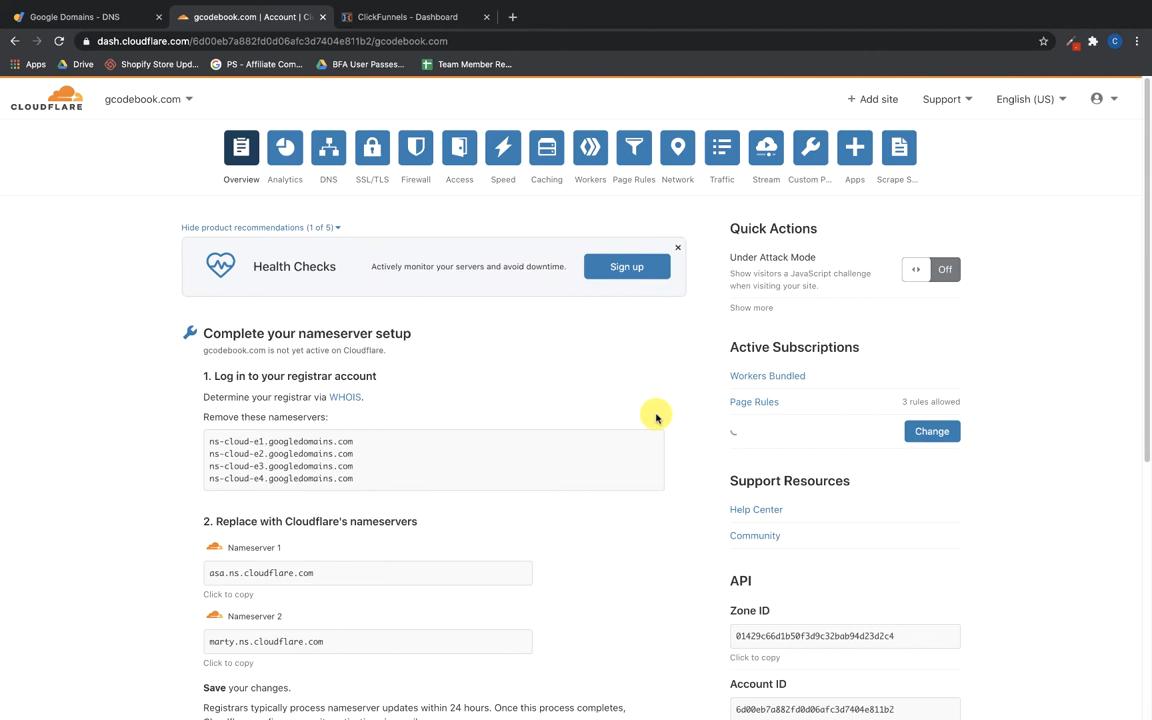 Google Domains - DNS
gcodebook.com | Account | Cl
ClickFunnels - Dashboard
dash.cloudflare.com/6d00eb7a882fd0d06afc3d7404e811b2/gcodebook.com
C
Apps
Drive
Shopify Store Upd...
PS - Affiliate Com...
BFA User Passes...
Team Member Re...
CLOUDFLARE
gcodebook.com
+ Add site
Support
English (US)
Overview
Analytics
DNS
SSL/TLS
Firewall
Access
Speed
Caching
Workers
Page Rules
Network
Traffic
Stream
Custom P...
Apps
Scrape S...
Hide product recommendations (1 of 5)
Health Checks
Actively monitor your servers and avoid downtime.
Sign up
Complete your nameserver setup
gcodebook.com is not yet active on Cloudflare.
1. Log in to your registrar account
Determine your registrar via WHOIS.
Remove these nameservers:
ns-cloud-e1.googledomains.com
ns-cloud-e2.googledomains.com
ns-cloud-e3.googledomains.com
ns-cloud-e4.googledomains.com
2. Replace with Cloudflare's nameservers
Nameserver 1
asa.ns.cloudflare.com
Click to copy
Nameserver 2
marty.ns.cloudflare.com
Click to copy
Save your changes.
Registrars typically process nameserver updates within 24 hours. Once this process completes,
Quick Actions
Under Attack Mode
Show visitors a JavaScript challenge
when visiting your site.
Off
Show more
Active Subscriptions
Workers Bundled
Page Rules
3 rules allowed
Change
Support Resources
Help Center
Community
API
Zone ID
01429c66d1b50f3d9c32bab94d23d2c4
Click to copy
Account ID
6d00eb7a882fd0d06afc3d7404e811b2